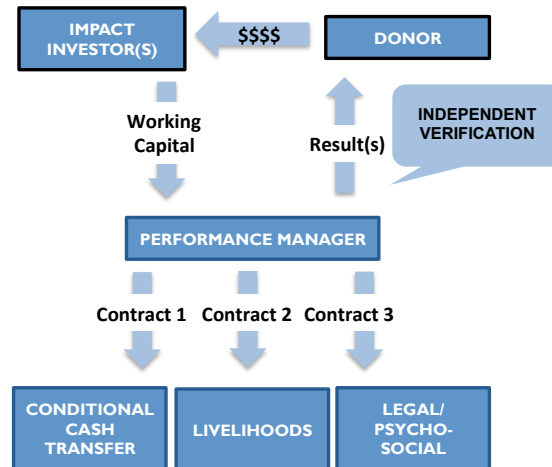 IMPACT
INVESTOR(S)
$$$$
DONOR
Working
Capital
Result(s)
INDEPENDENT
VERIFICATION
PERFORMANCE MANAGER
Contract 1
Contract 2
Contract 3
CONDITIONAL
CASH
TRANSFER
LIVELIHOODS
LEGAL/
PSYCHO-
SOCIAL